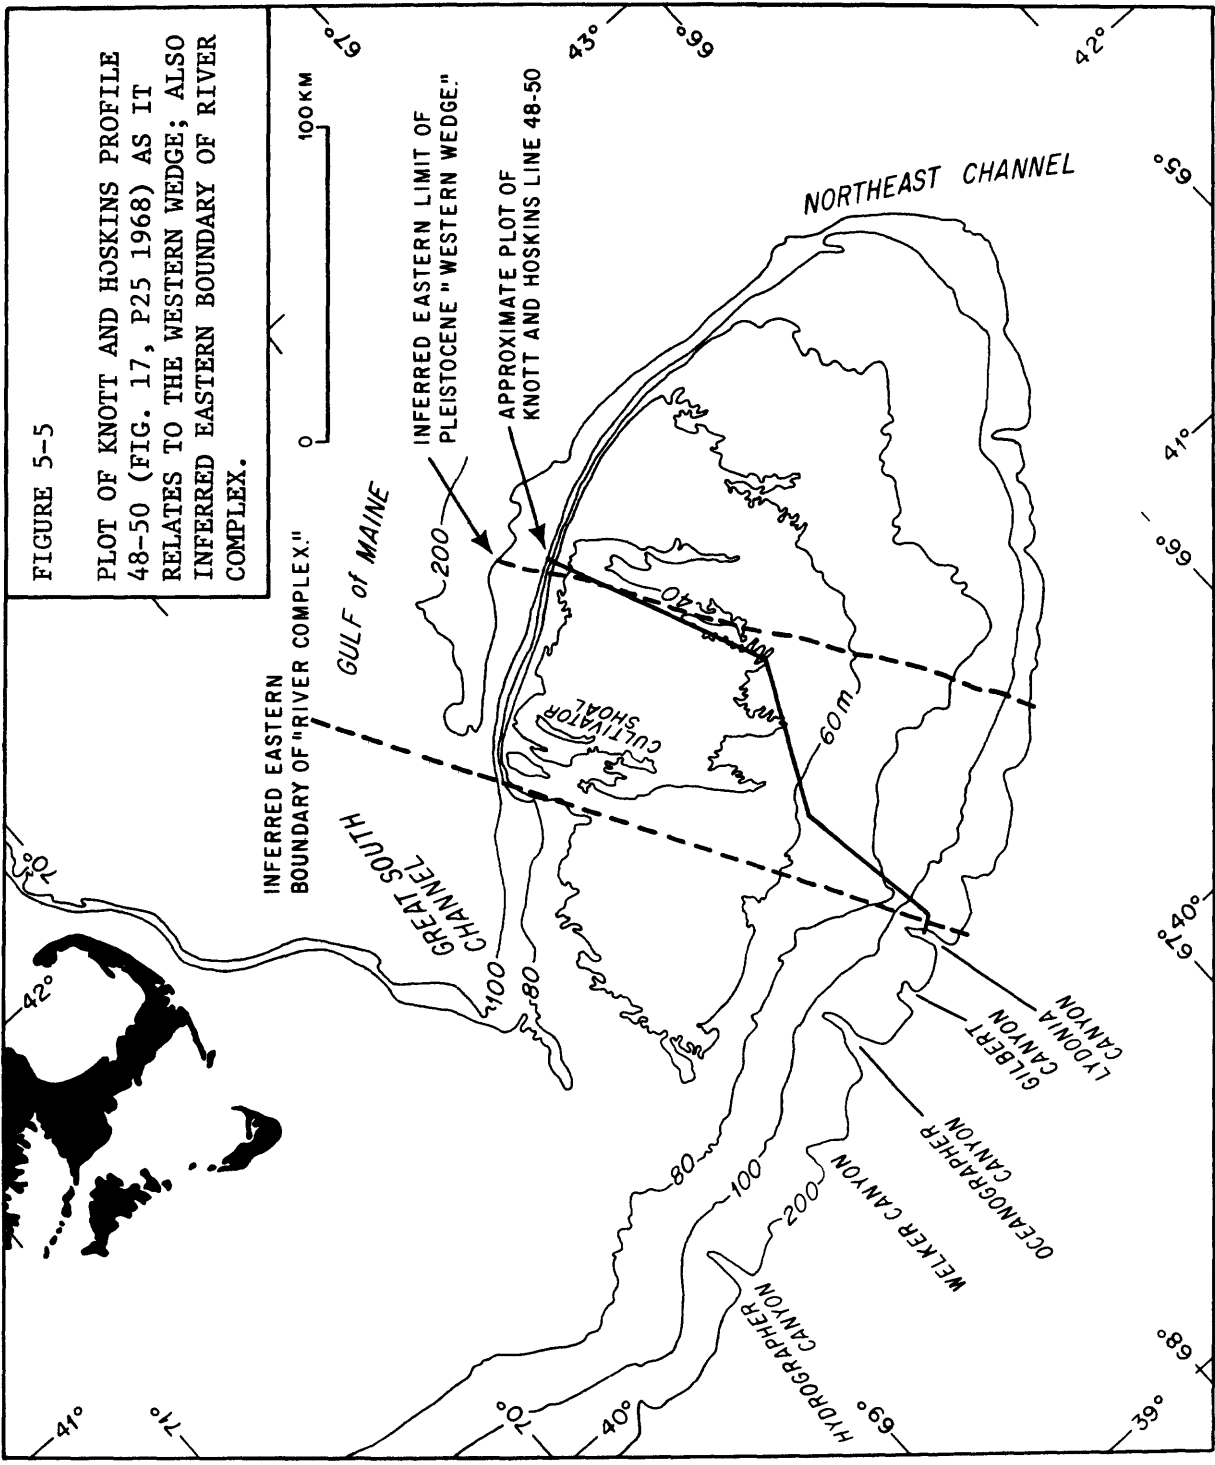 FIGURE 5-5
PLOT OF KNOTT AND HOSKINS PROFILE
48-50 (FIG. 17, P25 1968) AS IT
RELATES TO THE WESTERN WEDGE; ALSO
INFERRED EASTERN BOUNDARY OF RIVER
COMPLEX.
0 100KM
INFERRED EASTERN LIMIT OF
PLEISTOCENE "WESTERN WEDGE."
APPROXIMATE PLOT OF
KNOTT AND HOSKINS LINE 48-50
INFERRED EASTERN
BOUNDARY OF "RIVER COMPLEX."
GULF of MAINE
NORTHEAST CHANNEL
GREAT SOUTH
CHANNEL
CULTIVATOR
SHOAL
200
40
60m
100
80
80
100
200
LYDONIA
CANYON
GILBERT
CANYON
OCEANOGRAPHER
CANYON
WELKER CANYON
HYDROGRAPHER
CANYON
67°
43°
66°
42°
65°
41°
66°
40°
67°
68°
39°
69°
40°
70°
71°
41°
42°
70°